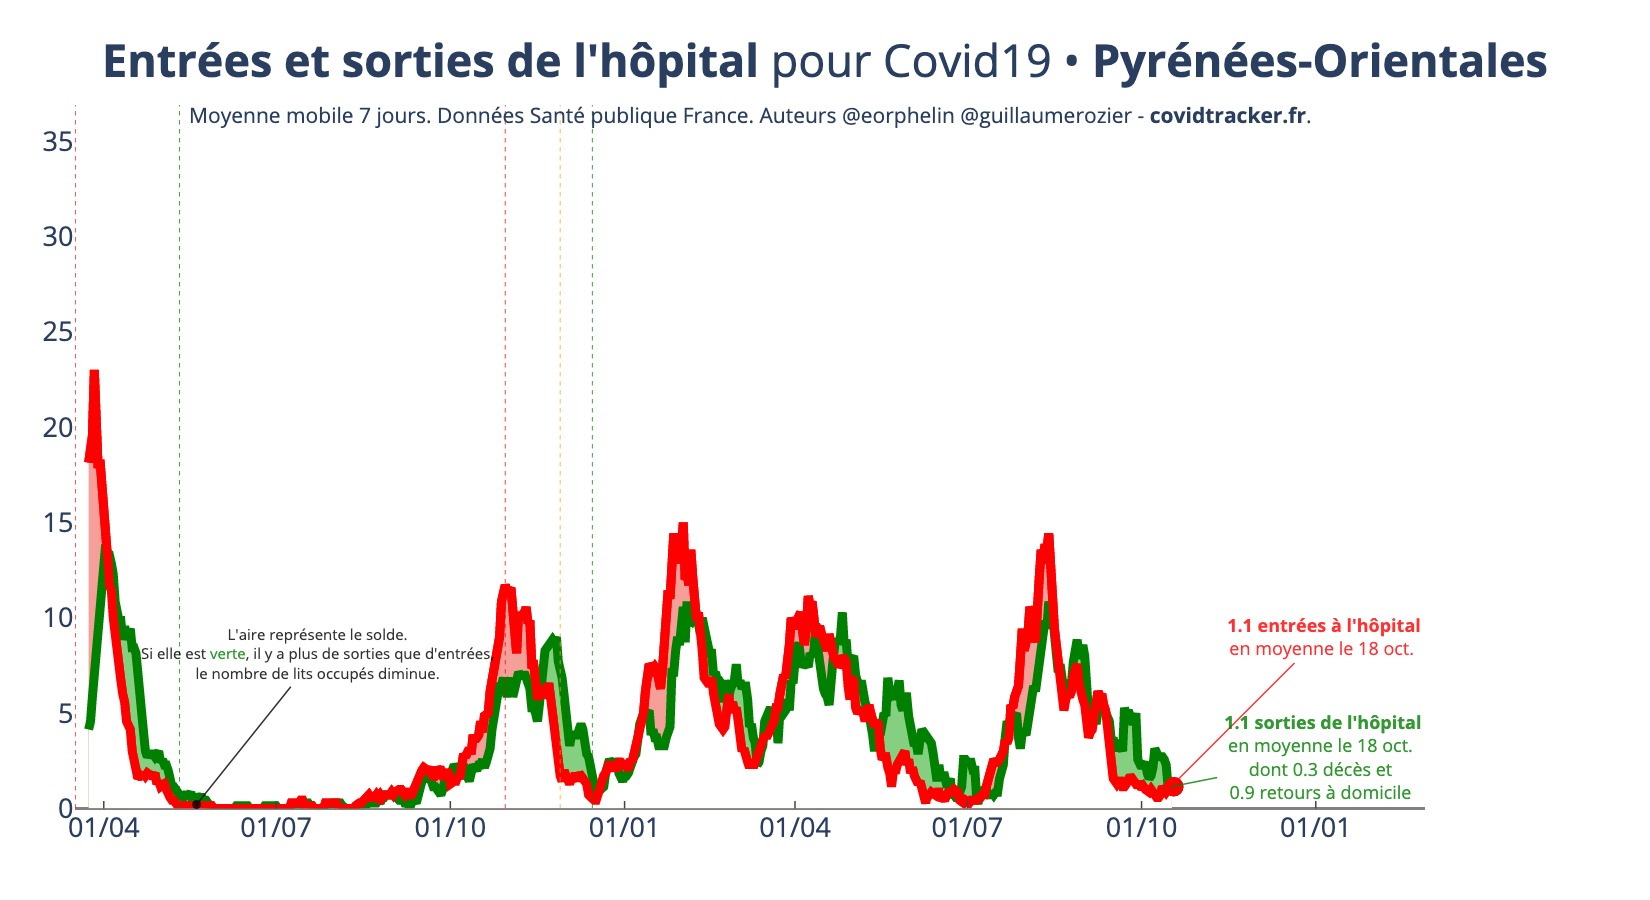 Entrées et sorties de l'hôpital pour Covid19 • Pyrénées-Orientales
Moyenne mobile 7 jours. Données Santé publique France. Auteurs @eorphelin @guillaumerozier - covidtracker.fr.
35
30
25
20
15
10
5
0
L'aire représente le solde.
Si elle est verte, il y a plus de sorties que d'entrées,
le nombre de lits occupés diminue.
1.1 entrées à l'hôpital
en moyenne le 18 oct.
1.1 sorties de l'hôpital
en moyenne le 18 oct.
dont 0.3 décès et
0.9 retours à domicile
01/04 01/07 01/10 01/01 01/04 01/07 01/10 01/01